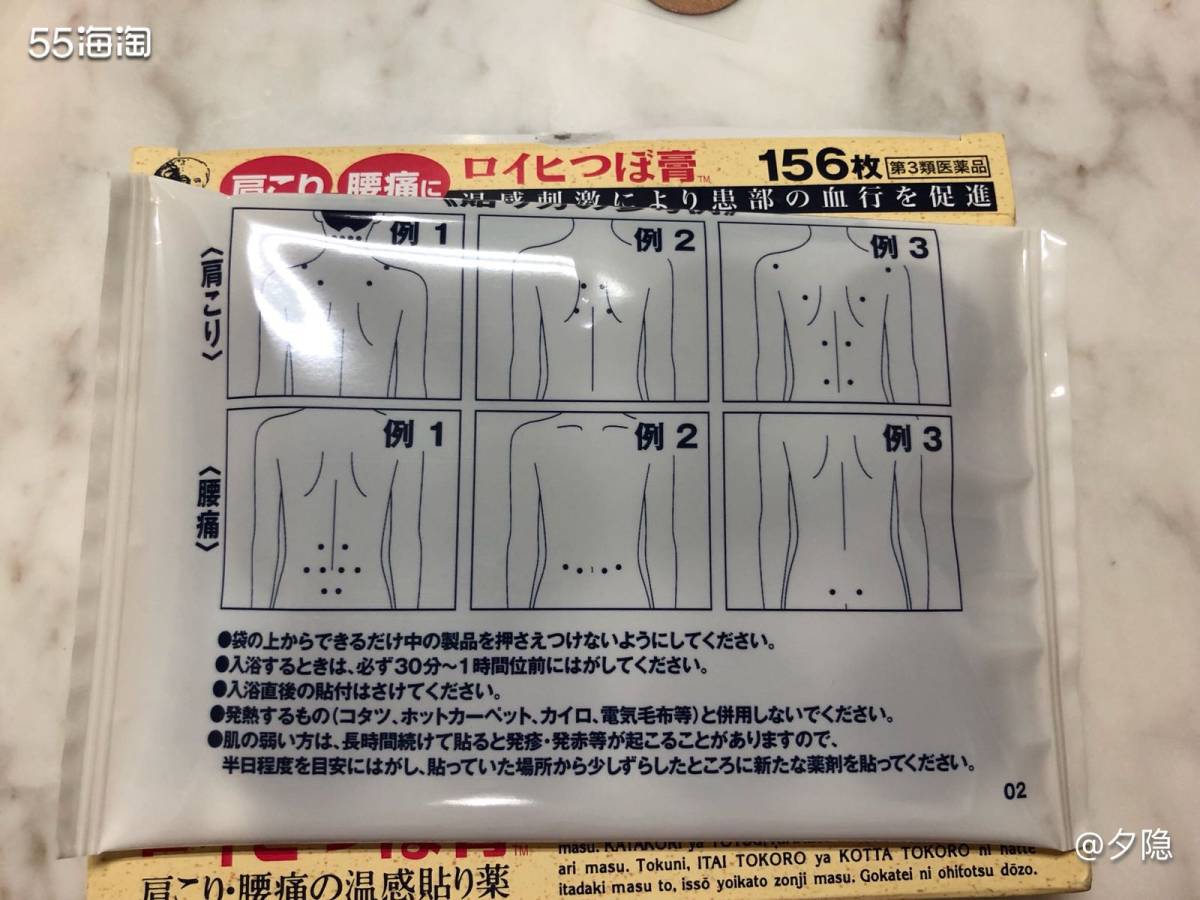 55海淘
肩こり 腰痛に ロイヒつぼ膏™ 156枚 第3類医薬品
温感刺激により患部の血行を促進
〈肩こり〉
例1
例2
例3
〈腰痛〉
例1
例2
例3
●袋の上からできるだけ中の製品を押さえつけないようにしてください。
●入浴するときは、必ず30分〜1時間位前にはがしてください。
●入浴直後の貼付はさけてください。
●発熱するもの(コタツ、ホットカーペット、カイロ、電気毛布等)と併用しないでください。
●肌の弱い方は、長時間続けて貼ると発疹・発赤等が起こることがありますので、
半日程度を目安にはがし、貼っていた場所から少しずらしたところに新たな薬剤を貼ってください。
02
masu. KATAKORI ya
ari masu. Tokuni, ITAI TOKORO ya KOTTA TOKORO ni hatte
itadaki masu to, issō yoikato zonji masu. Gokatei ni ohitotsu dōzo.
肩こり・腰痛の温感貼り薬
@夕隐